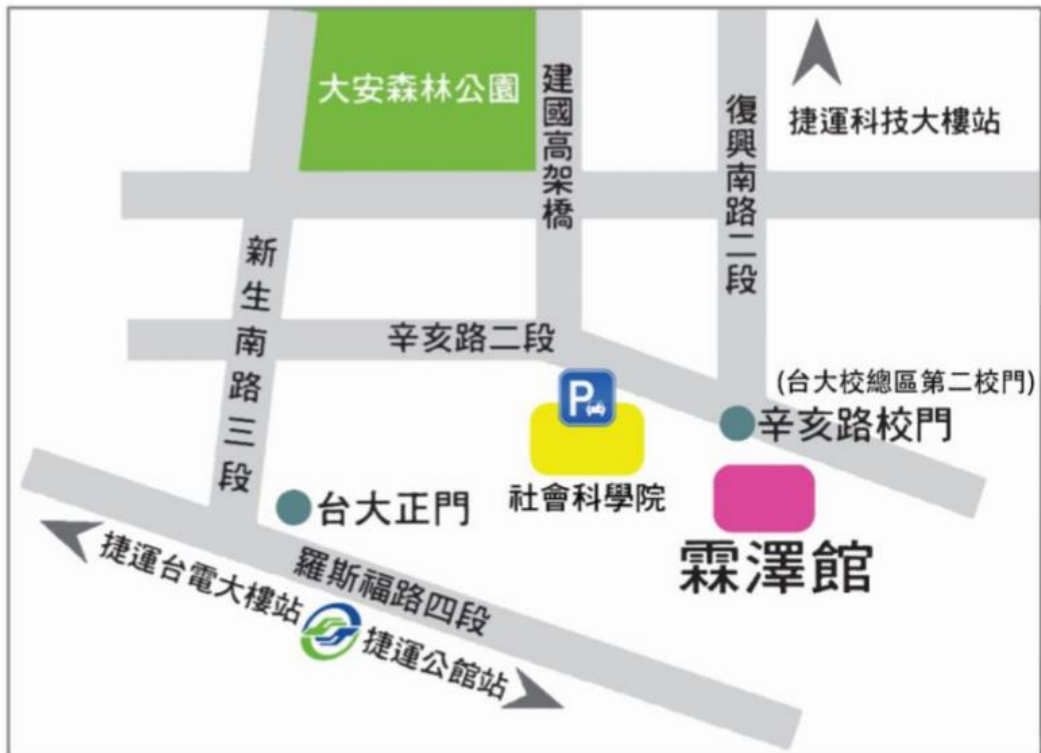 大安森林公園
建國高架橋
復興南路二段
捷運科技大樓站
新生南路三段
辛亥路二段
(台大校總區第二校門)
辛亥路校門
P
社會科學院
台大正門
霖澤館
羅斯福路四段
捷運台電大樓站
捷運公館站